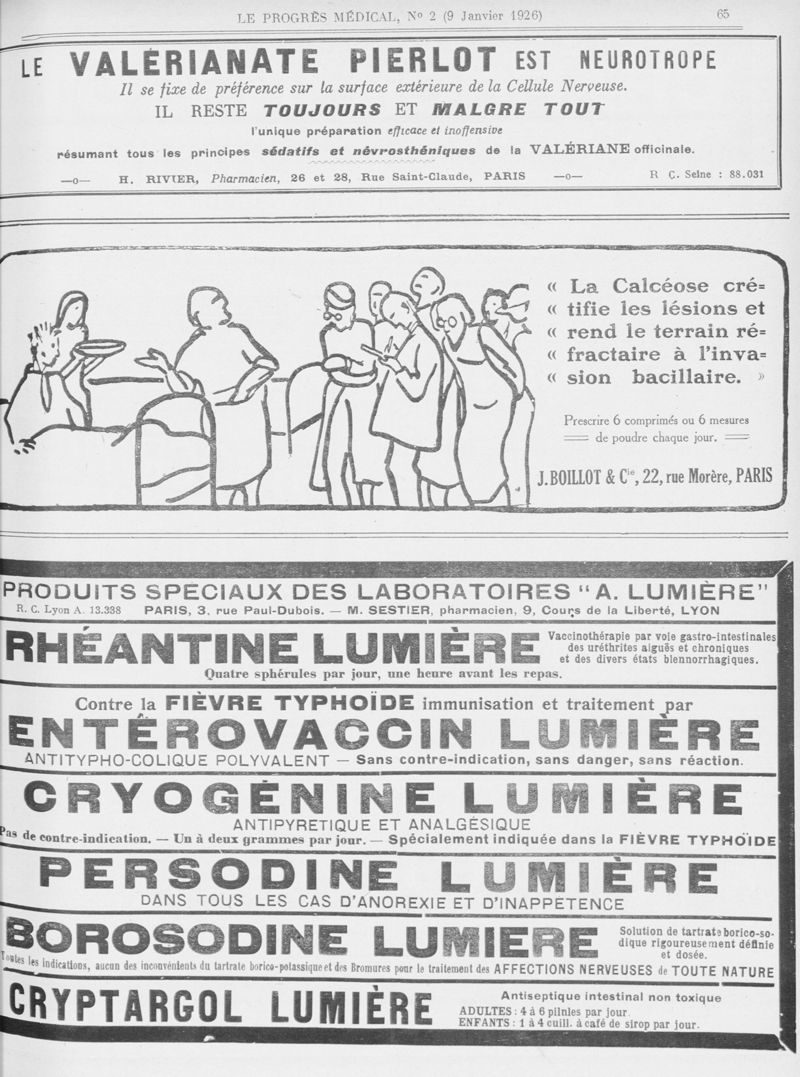 LE PROGRÈS MÉDICAL, No 2 (9 Janvier 1926) 65
LE VALÉRIANATE PIERLOT EST NEUROTROPE
Il se fixe de préférence sur la surface extérieure de la Cellule Nerveuse.
IL RESTE TOUJOURS ET MALGRE TOUT
l'unique préparation efficace et inoffensive
résumant tous les principes sédatifs et névrosthéniques de la VALÉRIANE officinale.
—o— H. RIVIER, Pharmacien, 26 et 28, Rue Saint-Claude, PARIS —o— R C. Seine : 88.031
« La Calcéose cré=
« tifie les lésions et
« rend le terrain ré=
« fractaire à l'inva=
« sion bacillaire. »
Prescrire 6 comprimés ou 6 mesures
de poudre chaque jour.
J. BOILLOT & Cie, 22, rue Morère, PARIS
PRODUITS SPÉCIAUX DES LABORATOIRES "A. LUMIÈRE"
R. C. Lyon A. 13.338 PARIS, 3, rue Paul-Dubois. — M. SESTIER, pharmacien, 9, Cours de la Liberté, LYON
RHÉANTINE LUMIÈRE
Vaccinothérapie par voie gastro-intestinales
des uréthrites aiguës et chroniques
et des divers états blennorrhagiques.
Quatre sphérules par jour, une heure avant les repas.
Contre la FIÈVRE TYPHOÏDE immunisation et traitement par
ENTÉROVACCIN LUMIÈRE
ANTITYPHO-COLIQUE POLYVALENT — Sans contre-indication, sans danger, sans réaction.
CRYOGÉNINE LUMIÈRE
ANTIPYRETIQUE ET ANALGÉSIQUE
Pas de contre-indication. — Un à deux grammes par jour. — Spécialement indiquée dans la FIÈVRE TYPHOÏDE
PERSODINE LUMIÈRE
DANS TOUS LES CAS D'ANOREXIE ET D'INAPPÉTENCE
BOROSODINE LUMIERE
Solution de tartrate borico-so-
dique rigoureusement définie
et dosée.
Toutes les indications, aucun des inconvénients du tartrate borico-potassique et des Bromures pour le traitement des AFFECTIONS NERVEUSES de TOUTE NATURE
CRYPTARGOL LUMIÈRE
Antiseptique intestinal non toxique
ADULTES : 4 à 6 pilules par jour
ENFANTS : 1 à 4 cuill. à café de sirop par jour.